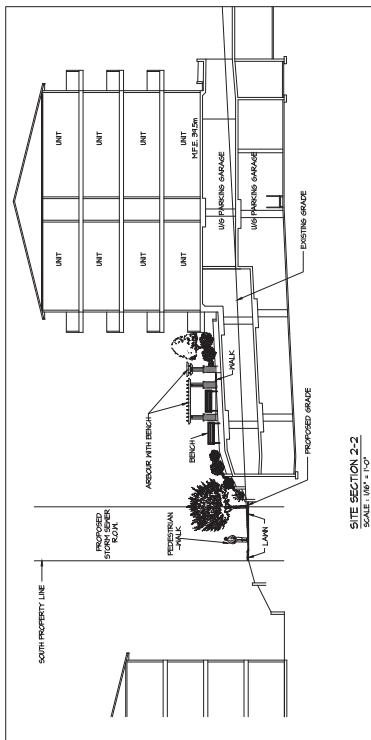 SOUTH PROPERTY LINE
PROPOSED
STORM SEWER
R.O.W.
PEDESTRIAN
WALK
LAWN
ARBOUR WITH BENCH
BENCH
WALK
PROPOSED GRADE
EXISTING GRADE
UNIT
UNIT
UNIT
UNIT
UNIT
UNIT
UNIT
UNIT
M.F.E. 34.5m
U/G PARKING GARAGE
U/G PARKING GARAGE
SITE SECTION 2-2
SCALE : 1/16" = 1'-0"